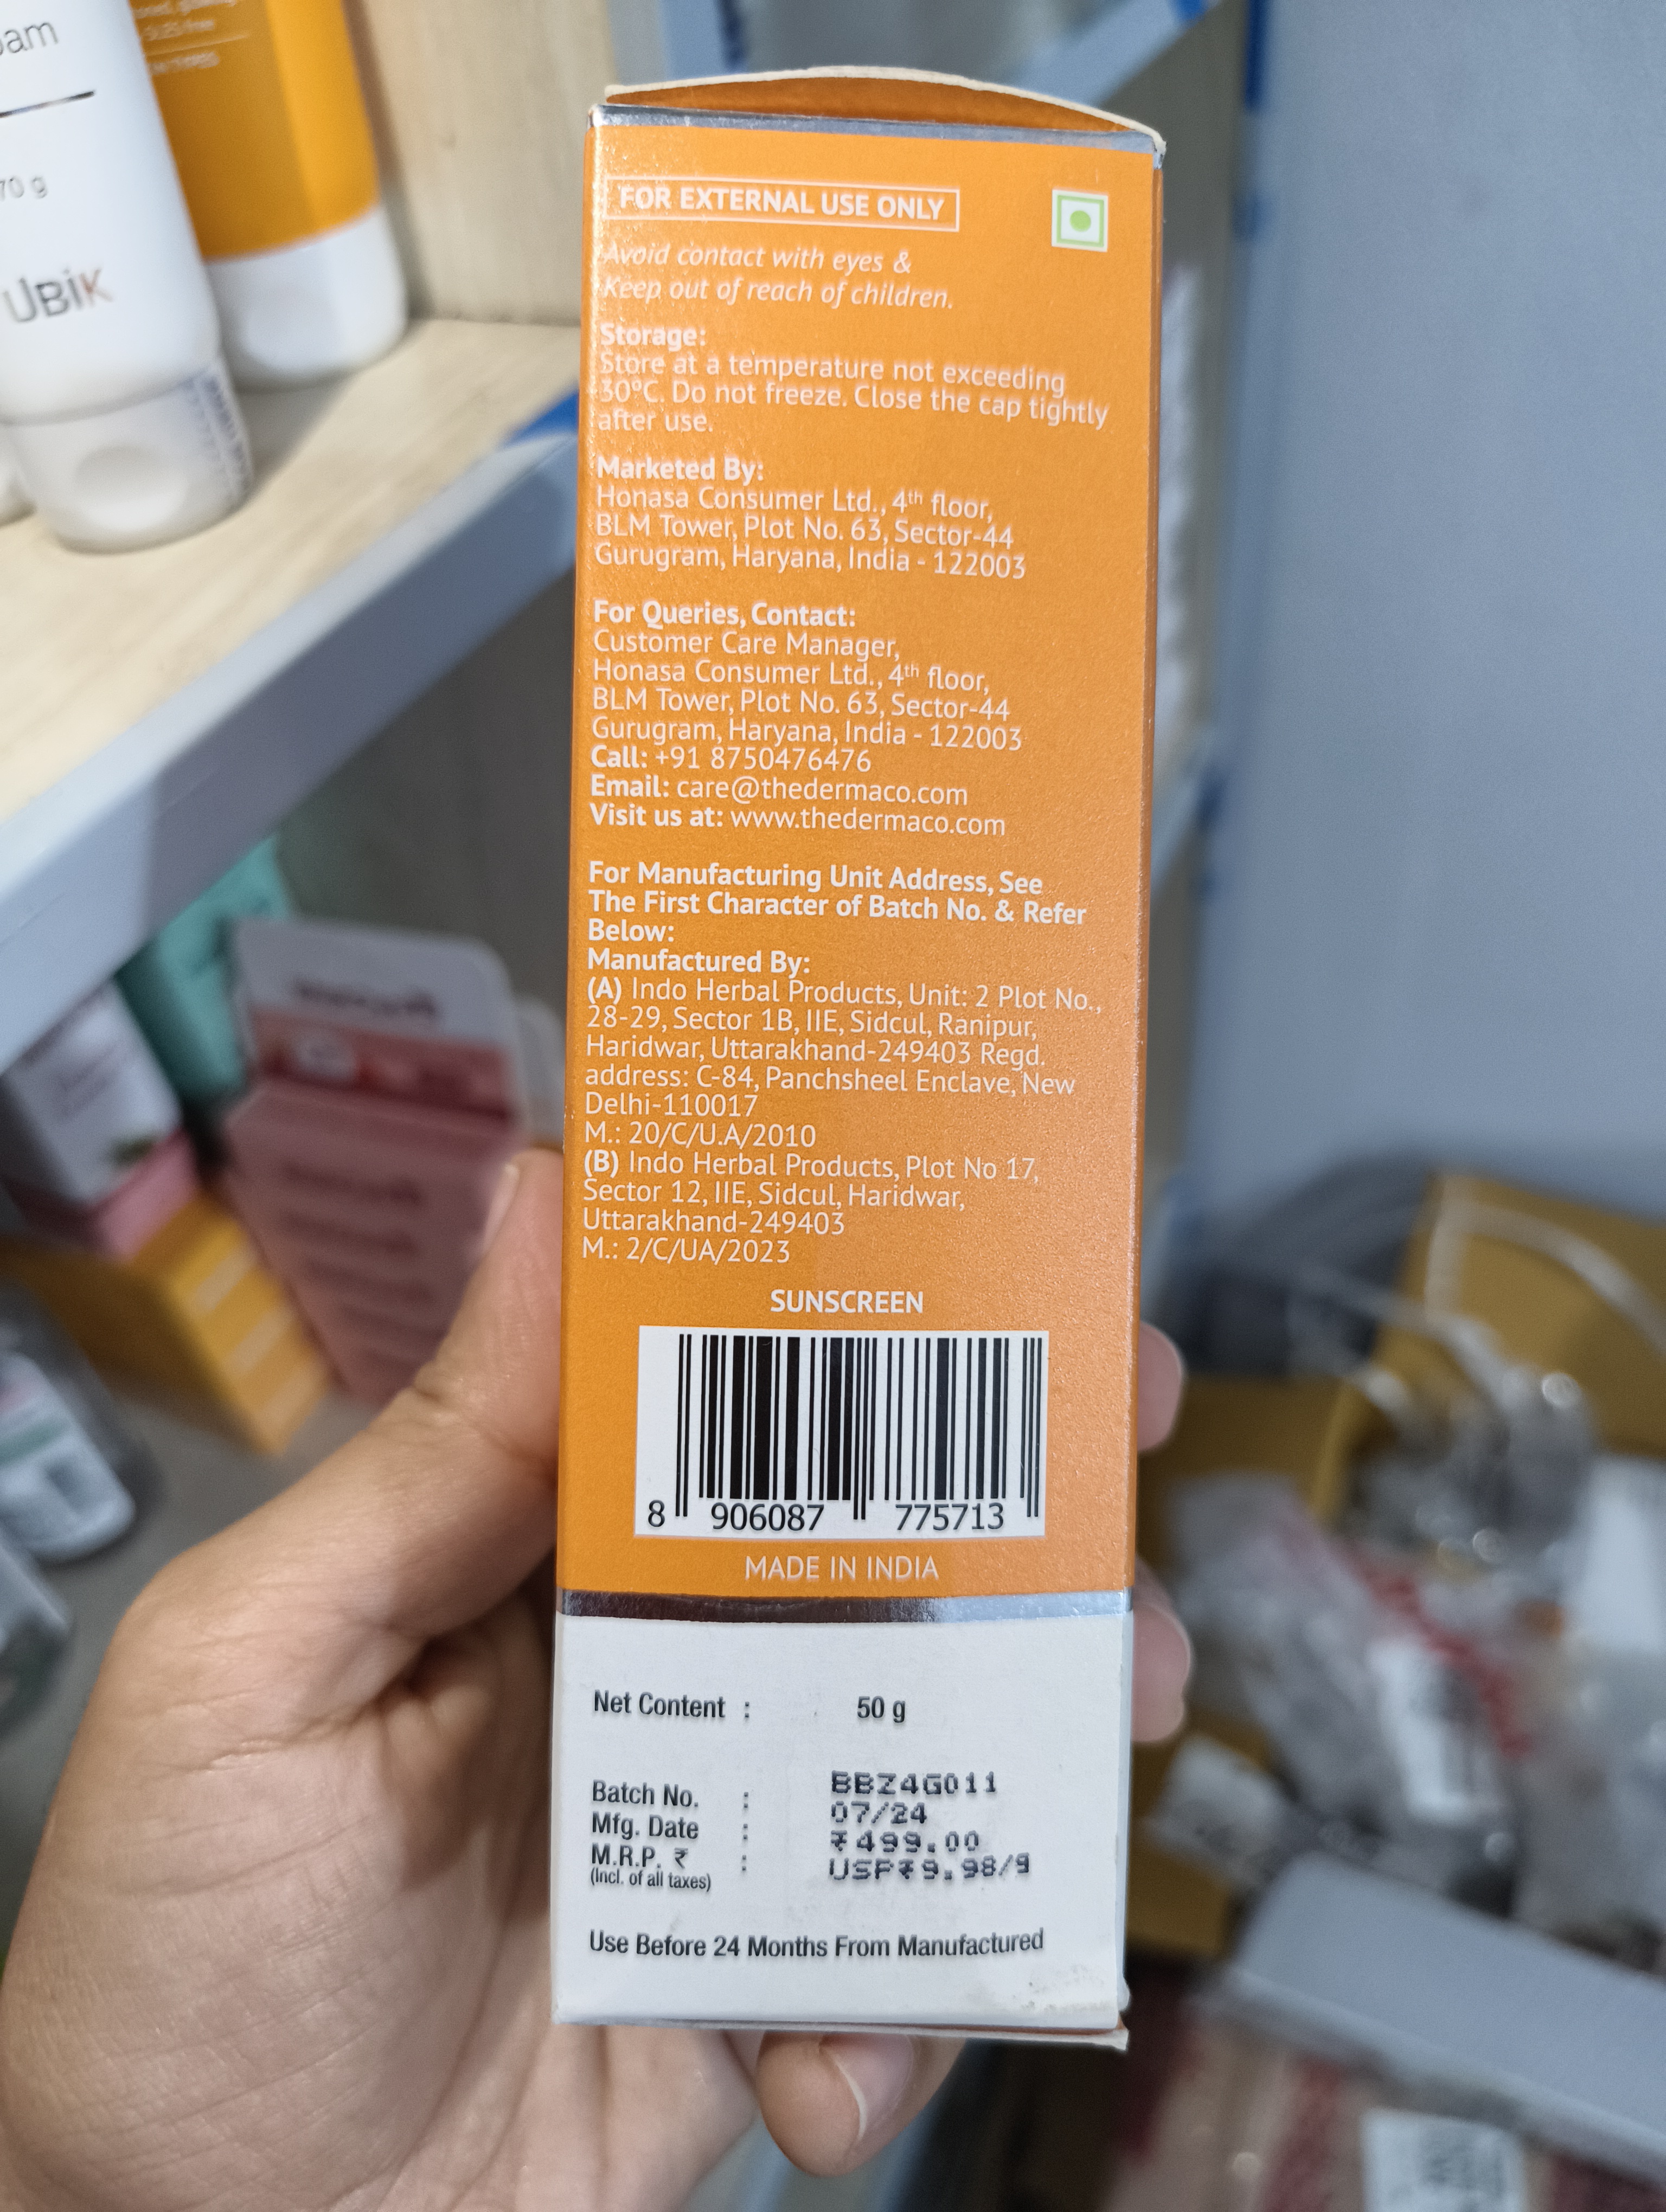 oam
70 g
UBiK
FOR EXTERNAL USE ONLY
Avoid contact with eyes &
Keep out of reach of children.
Storage:
Store at a temperature not exceeding
30°C. Do not freeze. Close the cap tightly
after use.
Marketed By:
Honasa Consumer Ltd., 4th floor,
BLM Tower, Plot No. 63, Sector-44
Gurugram, Haryana, India - 122003
For Queries, Contact:
Customer Care Manager,
Honasa Consumer Ltd., 4th floor,
BLM Tower, Plot No. 63, Sector-44
Gurugram, Haryana, India - 122003
Call: +91 8750476476
Email: care@thedermaco.com
Visit us at: www.thedermaco.com
For Manufacturing Unit Address, See
The First Character of Batch No. & Refer
Below:
Manufactured By:
(A) Indo Herbal Products, Unit: 2 Plot No.,
28-29, Sector 1B, IIE, Sidcul, Ranipur,
Haridwar, Uttarakhand-249403 Regd.
address: C-84, Panchsheel Enclave, New
Delhi-110017
M.: 20/C/U.A/2010
(B) Indo Herbal Products, Plot No 17,
Sector 12, IIE, Sidcul, Haridwar,
Uttarakhand-249403
M.: 2/C/UA/2023
SUNSCREEN
8 906087 775713
MADE IN INDIA
Net Content : 50 g
Batch No. : BBZ4G011
Mfg. Date : 07/24
M.R.P. ₹ : ₹499.00
(Incl. of all taxes) USP₹9.98/g
Use Before 24 Months From Manufactured